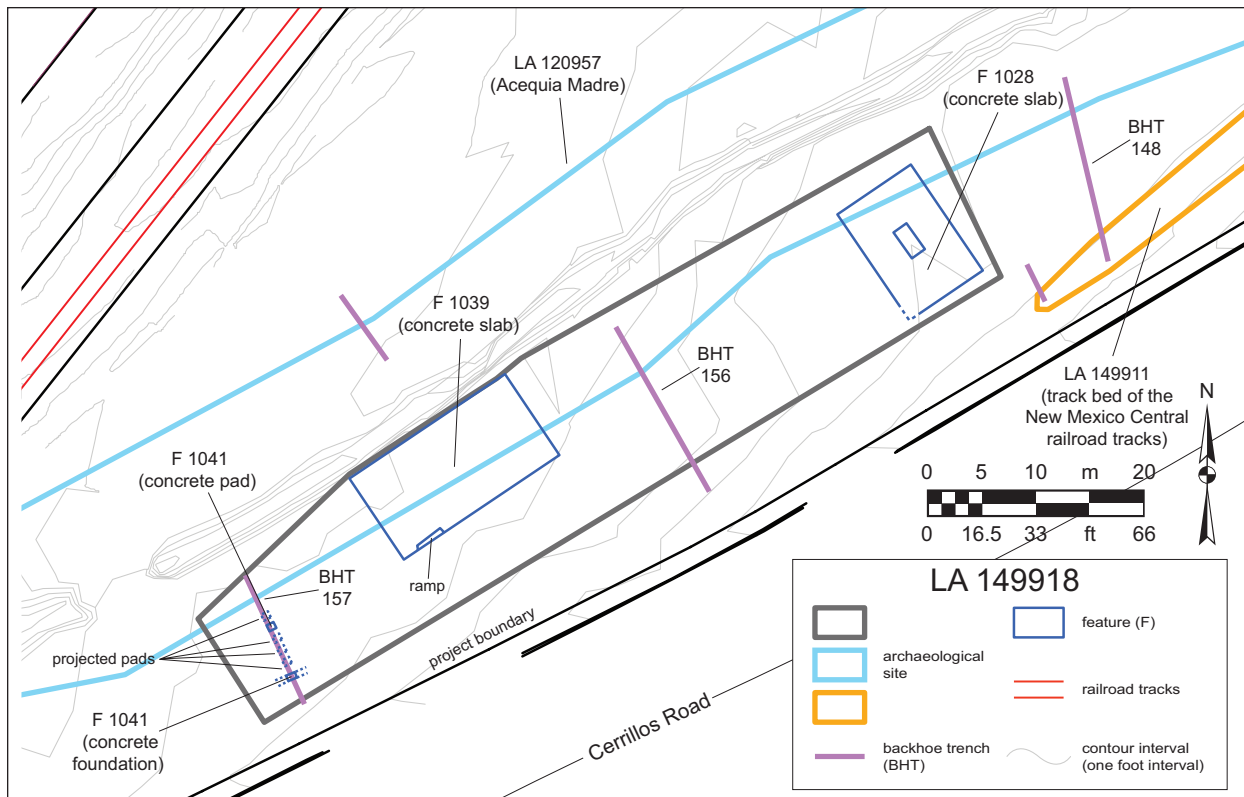 LA 120957
(Acequia Madre)
F 1028
(concrete slab)
BHT
148
F 1039
(concrete slab)
BHT
156
LA 149911
(track bed of the
New Mexico Central
railroad tracks)
N
F 1041
(concrete pad)
0 5 10 m 20
0 16.5 33 ft 66
BHT
157
ramp
projected pads
project boundary
F 1041
(concrete
foundation)
Cerrillos Road
LA 149918
feature (F)
archaeological
site
railroad tracks
backhoe trench
(BHT)
contour interval
(one foot interval)